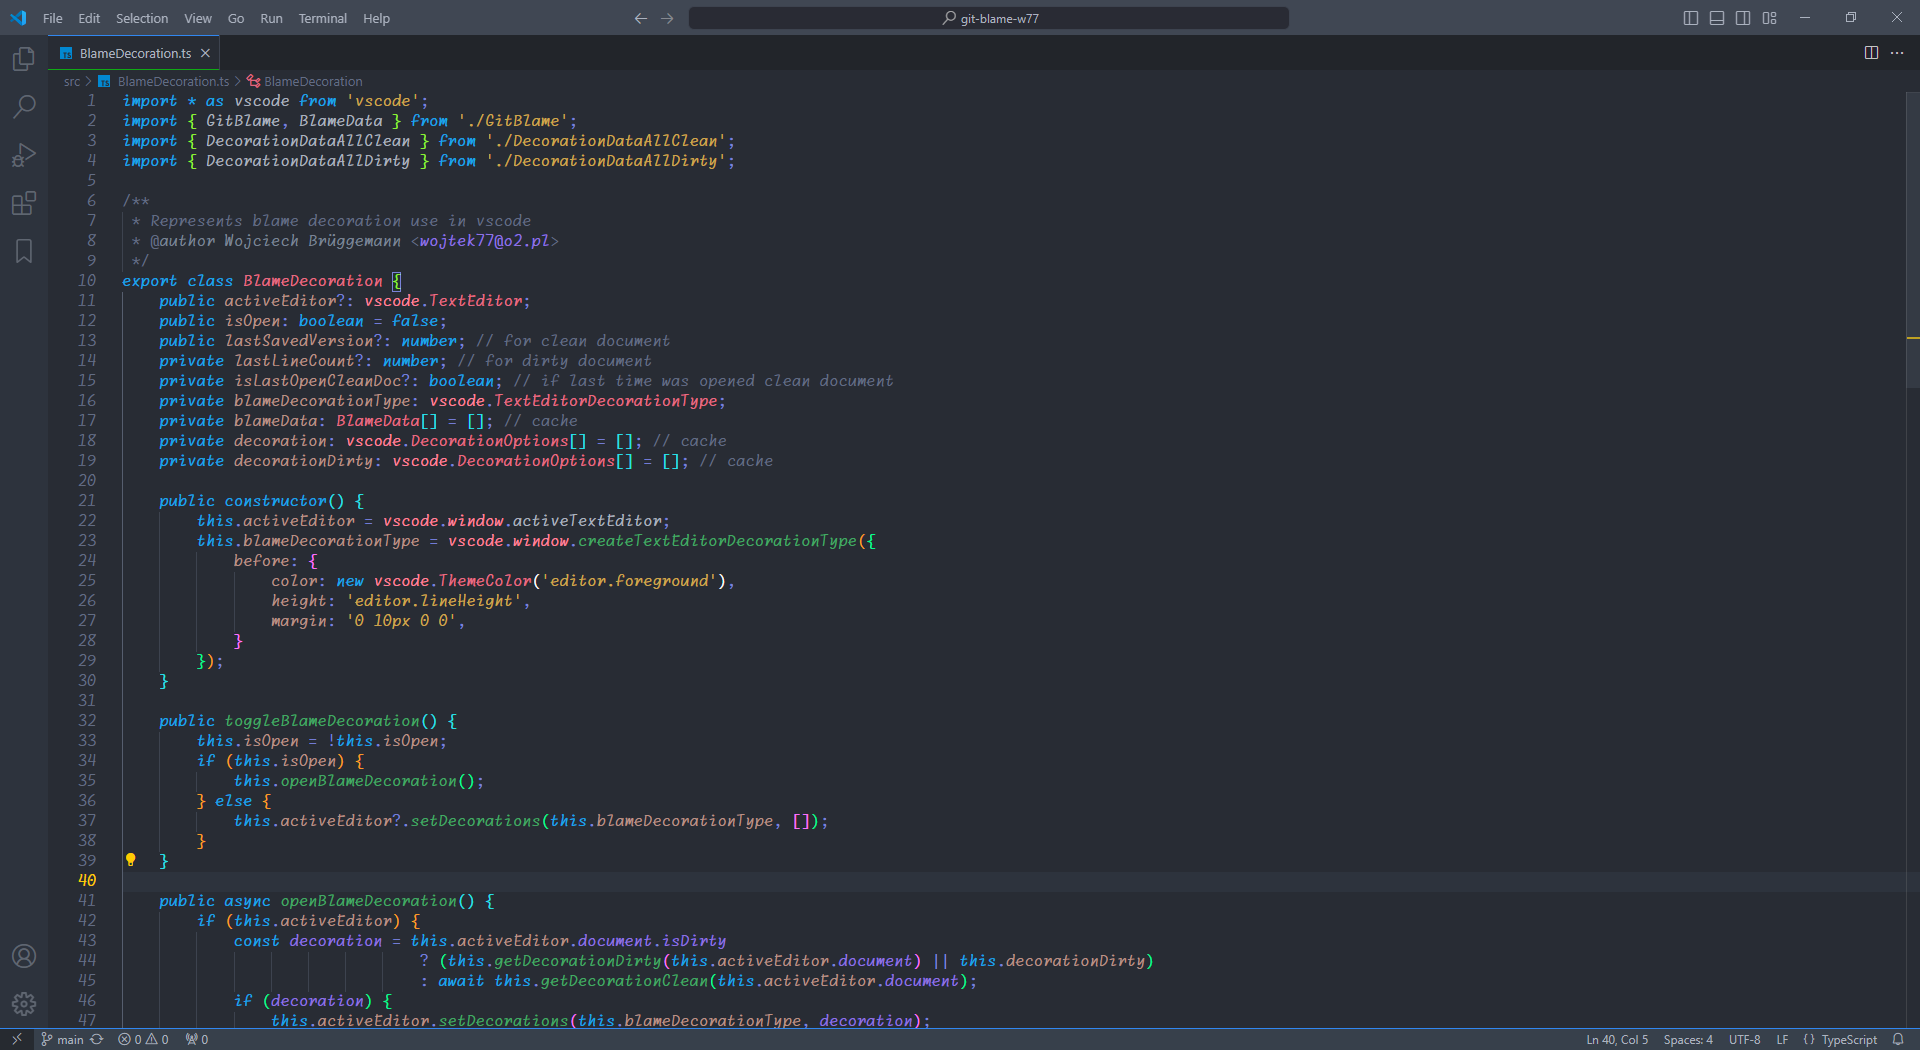 File Edit Selection View Go Run Terminal Help git-blame-w77
BlameDecoration.ts
src > BlameDecoration.ts > BlameDecoration
1 import * as vscode from 'vscode';
2 import { GitBlame, BlameData } from './GitBlame';
3 import { DecorationDataAllClean } from './DecorationDataAllClean';
4 import { DecorationDataAllDirty } from './DecorationDataAllDirty';
5
6 /**
7  * Represents blame decoration use in vscode
8  * @author Wojciech Brüggemann <wojtek77@o2.pl>
9  */
10 export class BlameDecoration {
11     public activeEditor?: vscode.TextEditor;
12     public isOpen: boolean = false;
13     public lastSavedVersion?: number; // for clean document
14     private lastLineCount?: number; // for dirty document
15     private isLastOpenCleanDoc?: boolean; // if last time was opened clean document
16     private blameDecorationType: vscode.TextEditorDecorationType;
17     private blameData: BlameData[] = []; // cache
18     private decoration: vscode.DecorationOptions[] = []; // cache
19     private decorationDirty: vscode.DecorationOptions[] = []; // cache
20
21     public constructor() {
22         this.activeEditor = vscode.window.activeTextEditor;
23         this.blameDecorationType = vscode.window.createTextEditorDecorationType({
24             before: {
25                 color: new vscode.ThemeColor('editor.foreground'),
26                 height: 'editor.lineHeight',
27                 margin: '0 10px 0 0',
28             }
29         });
30     }
31
32     public toggleBlameDecoration() {
33         this.isOpen = !this.isOpen;
34         if (this.isOpen) {
35             this.openBlameDecoration();
36         } else {
37             this.activeEditor?.setDecorations(this.blameDecorationType, []);
38         }
39     }
40
41     public async openBlameDecoration() {
42         if (this.activeEditor) {
43             const decoration = this.activeEditor.document.isDirty
44                                 ? (this.getDecorationDirty(this.activeEditor.document) || this.decorationDirty)
45                                 : await this.getDecorationClean(this.activeEditor.document);
46             if (decoration) {
47                 this.activeEditor.setDecorations(this.blameDecorationType, decoration);
main 0 0 0 Ln 40, Col 5 Spaces: 4 UTF-8 LF {} TypeScript